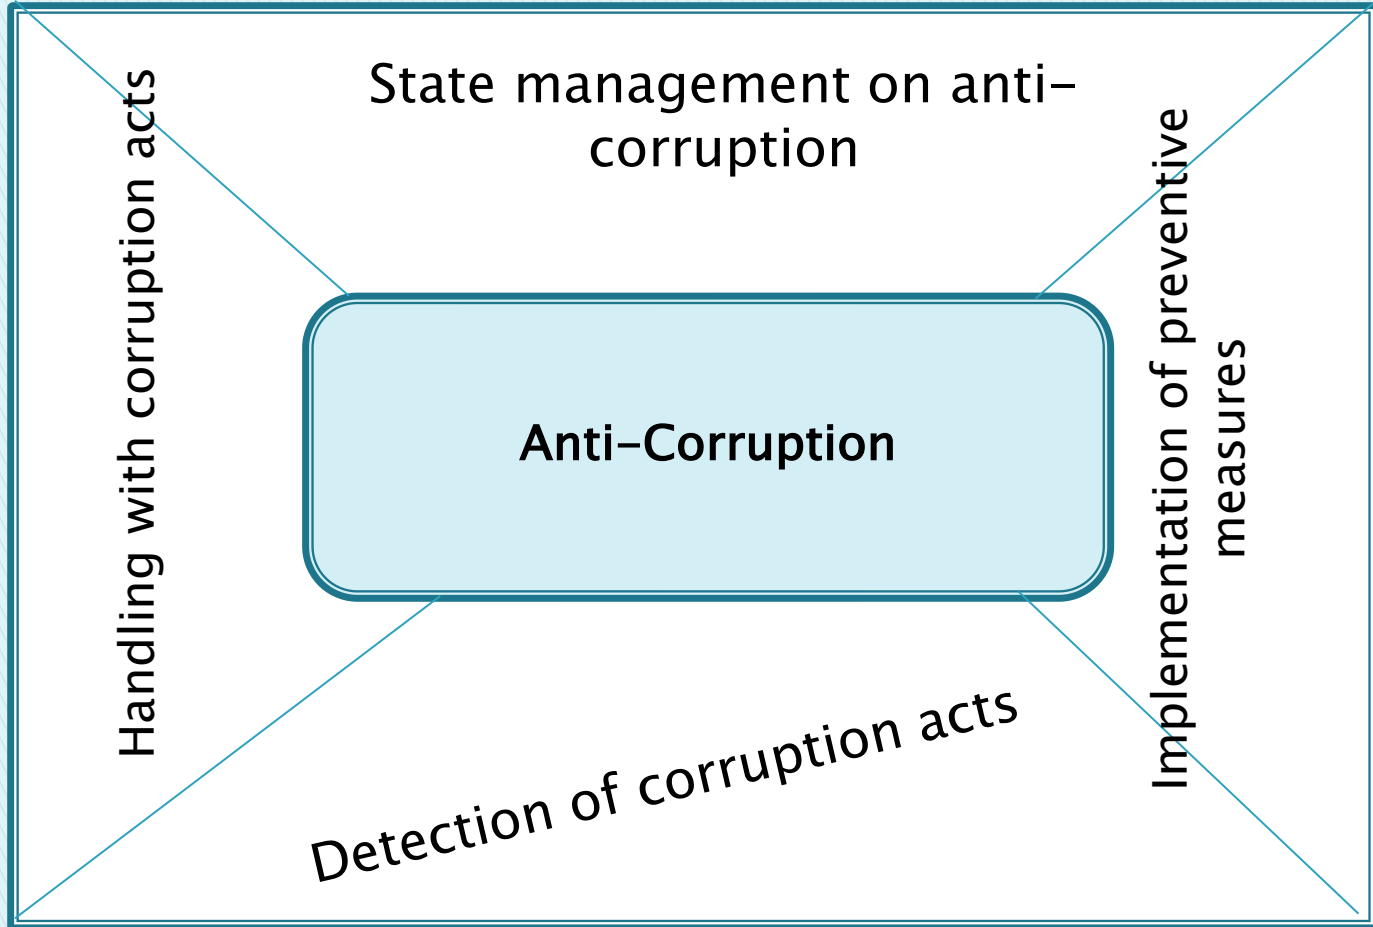 State management on anti-
corruption
Handling with corruption acts
Anti-Corruption
Implementation of preventive
measures
Detection of corruption acts